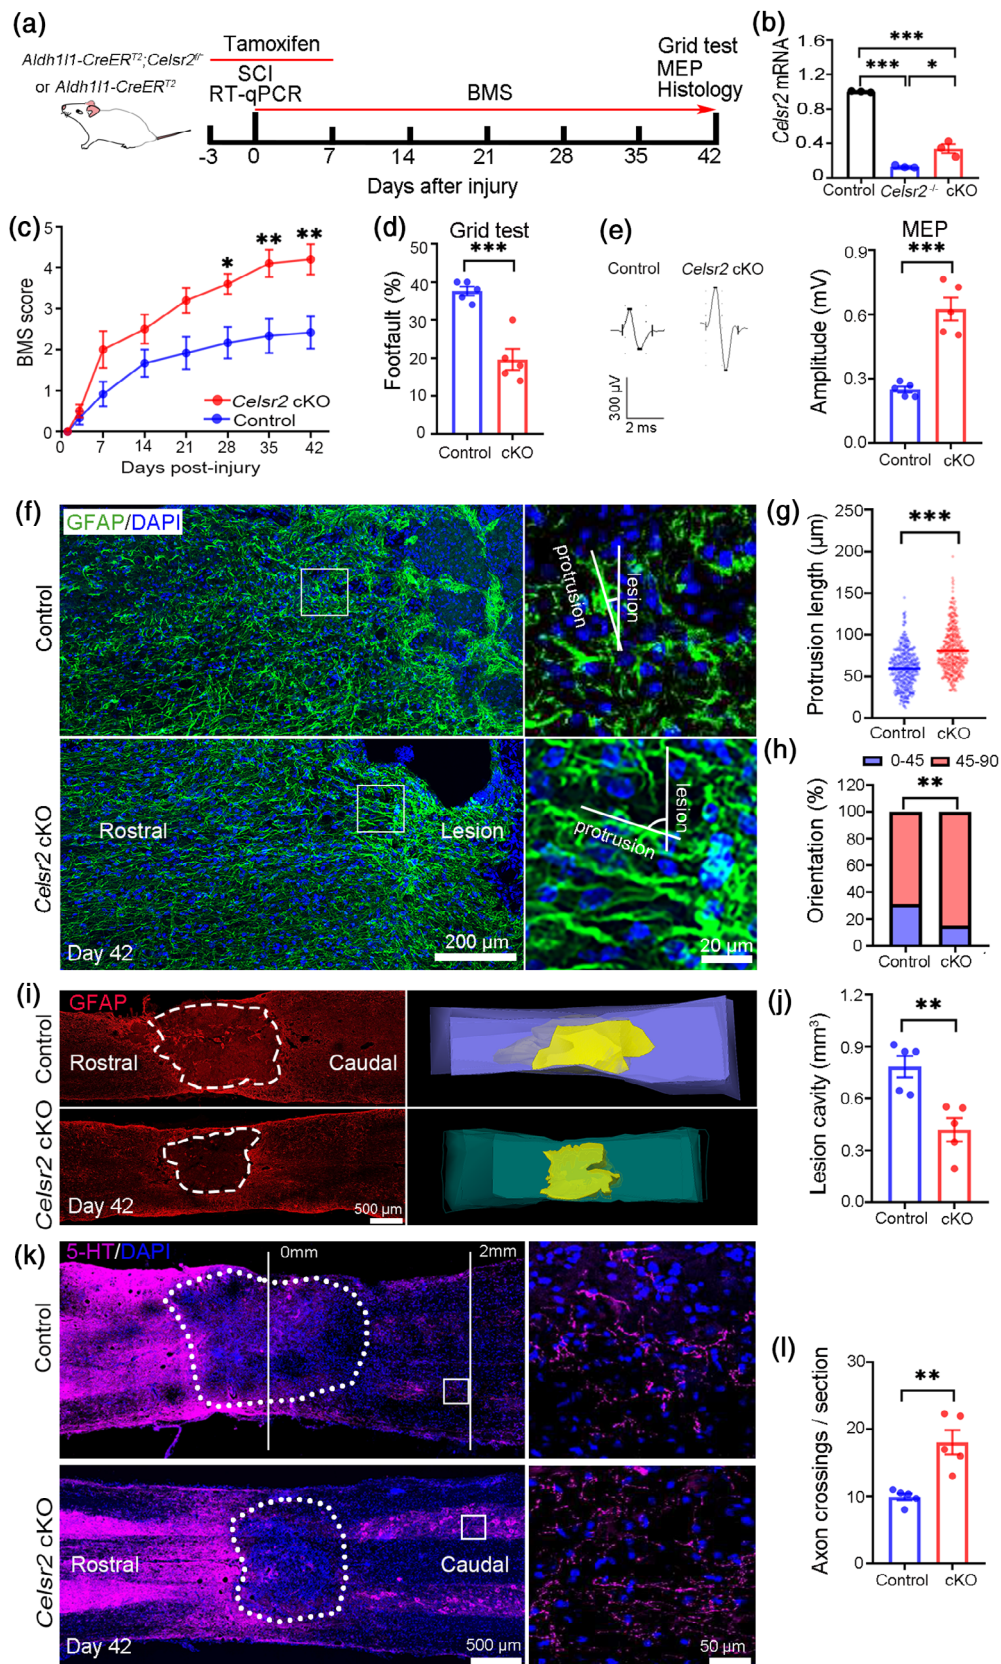 (a)
Aldh1l1-CreERT2;Celsr2fl/-
or Aldh1l1-CreERT2
Tamoxifen
SCI
RT-qPCR
BMS
Grid test
MEP
Histology
-3 0 7 14 21 28 35 42
Days after injury
(b)
Celsr2 mRNA
1.6
1.2
0.8
0.4
0
*** 
*** *
Control Celsr2-/- cKO
(c)
BMS score
5
4
3
2
1
0
* ** **
Celsr2 cKO
Control
0 7 14 21 28 35 42
Days post-injury
(d)
Grid test
***
Footfault (%)
50
40
30
20
10
0
Control cKO
(e)
Control Celsr2 cKO
300 µV
2 ms
MEP
***
Amplitude (mV)
0.9
0.6
0.3
0.0
Control cKO
(f)
GFAP/DAPI
Control
protrusion
lesion
Celsr2 cKO
Rostral
Lesion
protrusion
lesion
Day 42
200 µm
20 µm
(g)
***
Protrusion length (µm)
250
200
150
100
50
0
Control cKO
(h)
0-45 45-90
**
Orientation (%)
120
100
80
60
40
20
0
Control cKO
(i)
GFAP
Control
Rostral Caudal
Celsr2 cKO
Day 42
500 µm
(j)
**
Lesion cavity (mm3)
1.2
0.9
0.6
0.3
0.0
Control cKO
(k)
5-HT/DAPI
0mm
2mm
Control
Celsr2 cKO
Rostral
Caudal
Day 42
500 µm
50 µm
(l)
**
Axon crossings / section
30
20
10
0
Control cKO